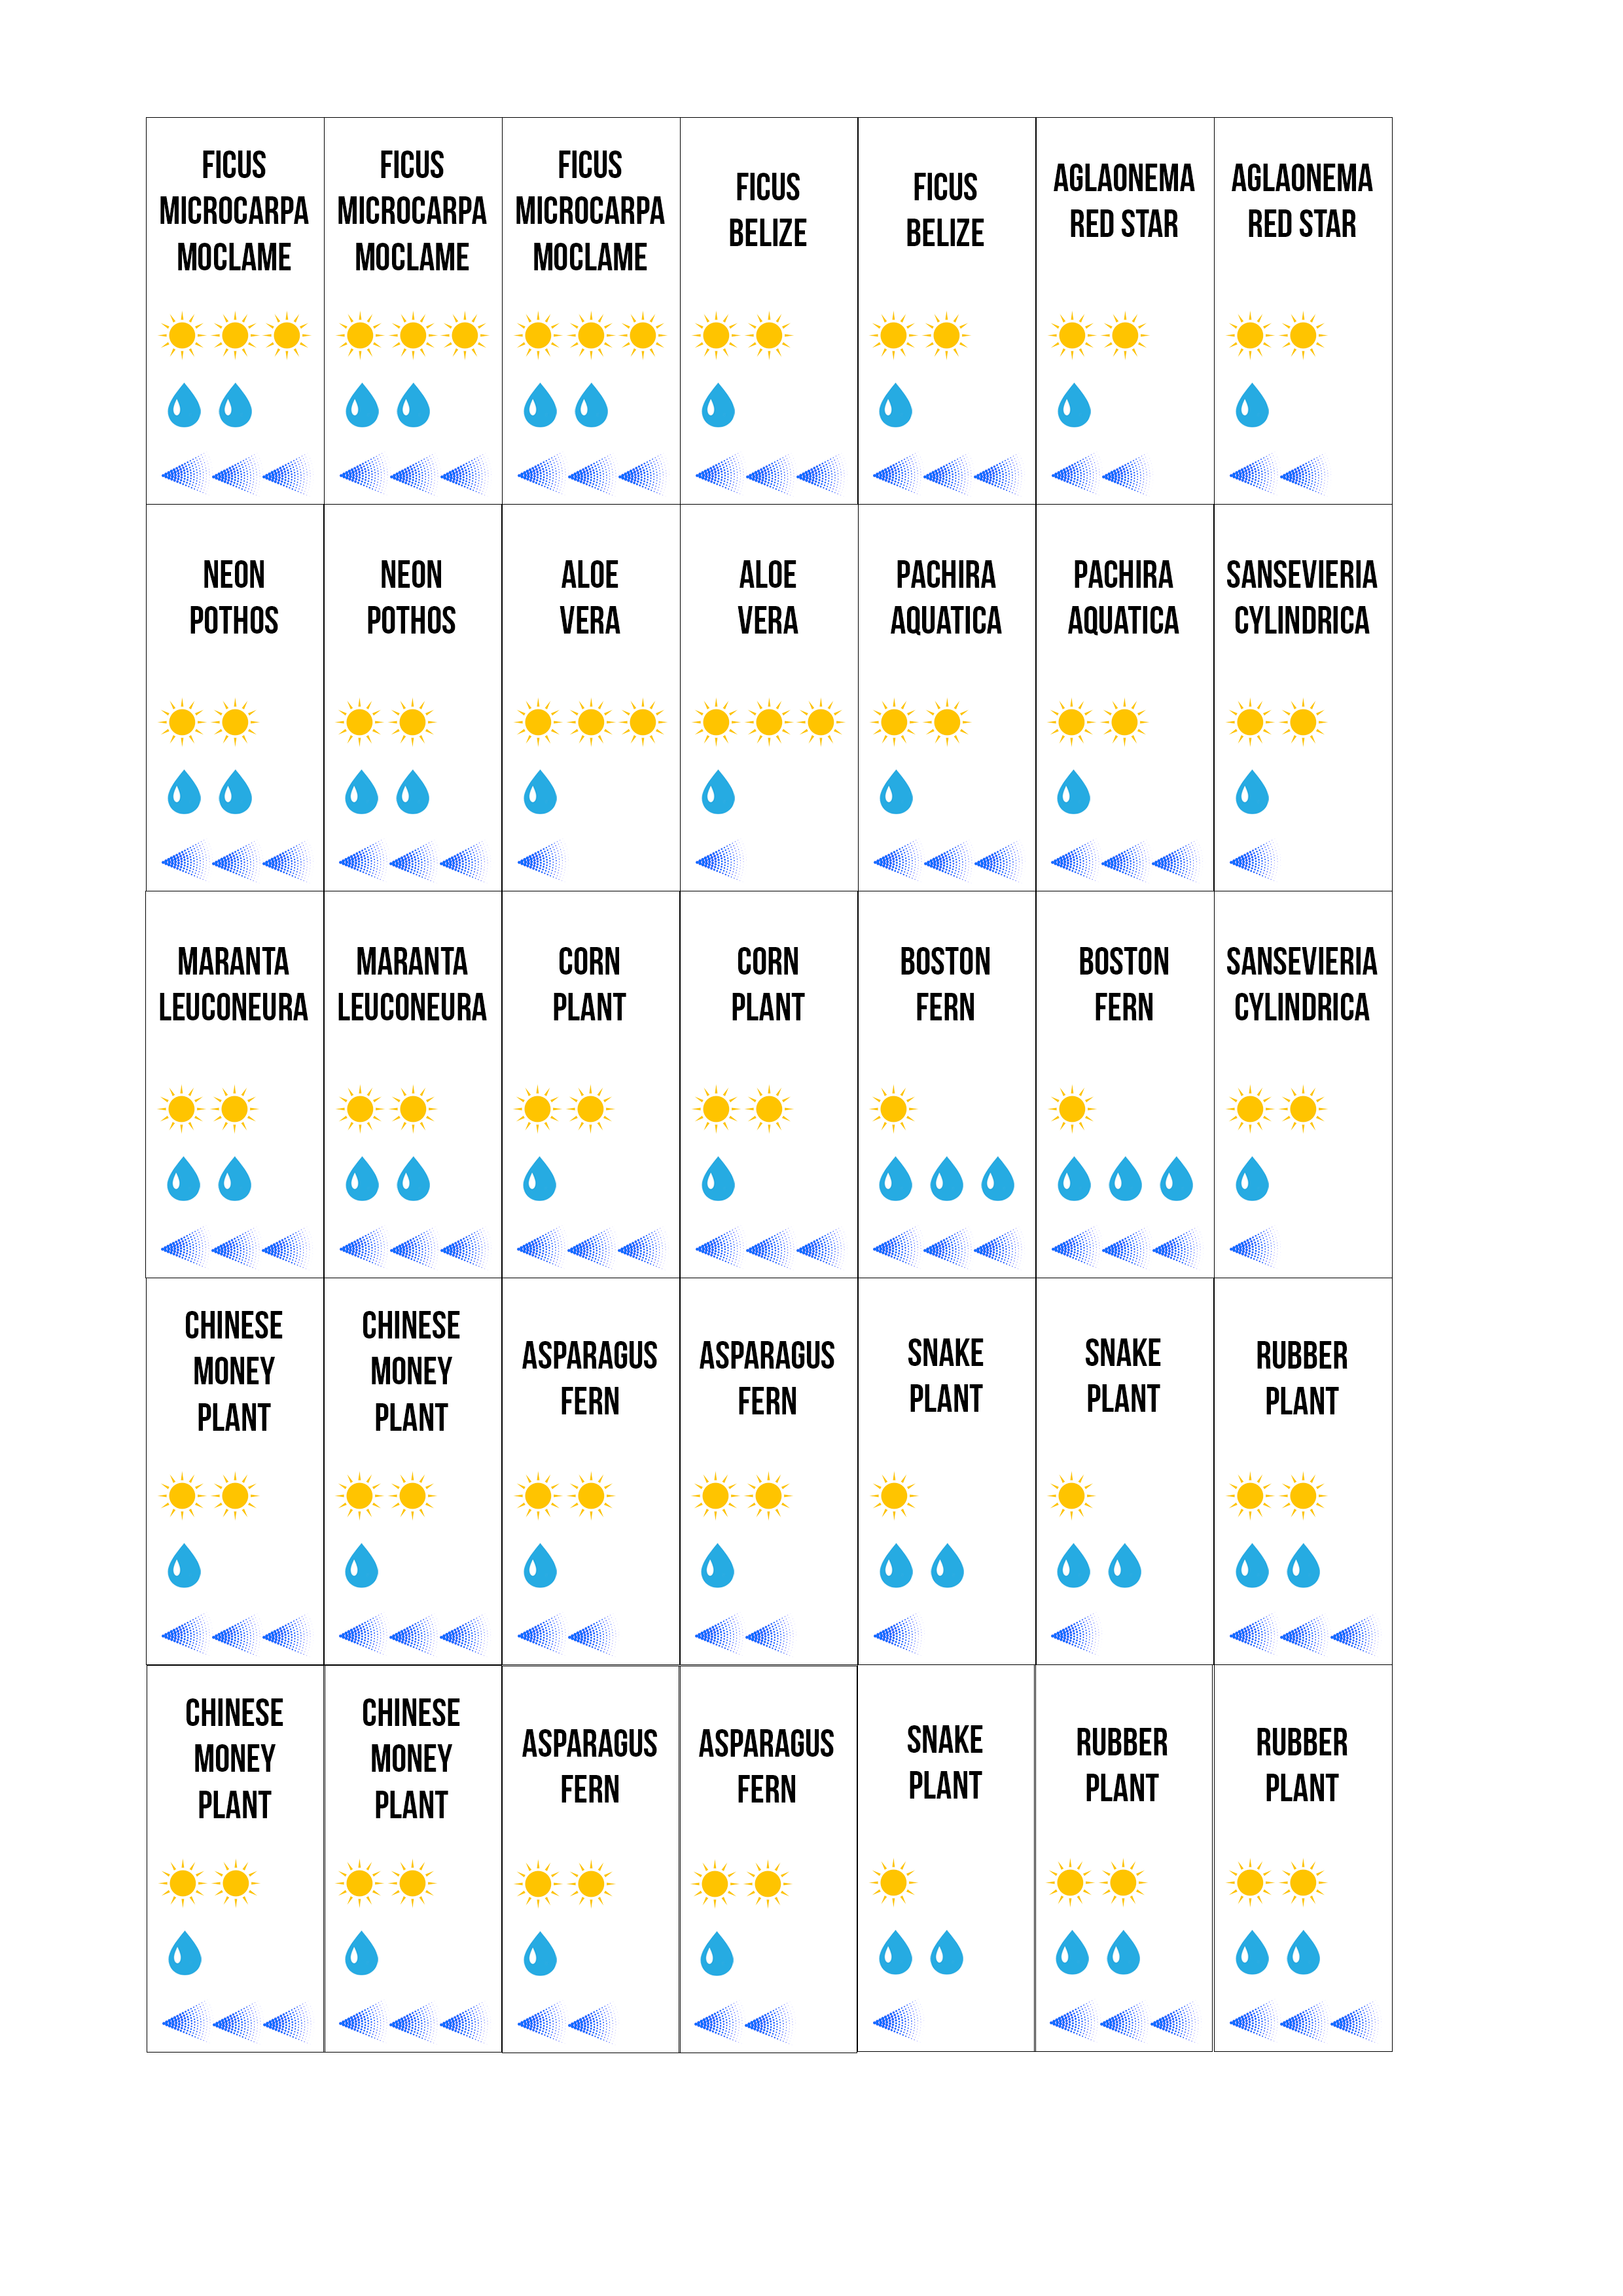 FICUS
MICROCARPA
MOCLAME
FICUS
MICROCARPA
MOCLAME
FICUS
MICROCARPA
MOCLAME
FICUS
BELIZE
FICUS
BELIZE
AGLAONEMA
RED STAR
AGLAONEMA
RED STAR
NEON
POTHOS
NEON
POTHOS
ALOE
VERA
ALOE
VERA
PACHIRA
AQUATICA
PACHIRA
AQUATICA
SANSEVIERIA
CYLINDRICA
MARANTA
LEUCONEURA
MARANTA
LEUCONEURA
CORN
PLANT
CORN
PLANT
BOSTON
FERN
BOSTON
FERN
SANSEVIERIA
CYLINDRICA
CHINESE
MONEY
PLANT
CHINESE
MONEY
PLANT
ASPARAGUS
FERN
ASPARAGUS
FERN
SNAKE
PLANT
SNAKE
PLANT
RUBBER
PLANT
CHINESE
MONEY
PLANT
CHINESE
MONEY
PLANT
ASPARAGUS
FERN
ASPARAGUS
FERN
SNAKE
PLANT
RUBBER
PLANT
RUBBER
PLANT